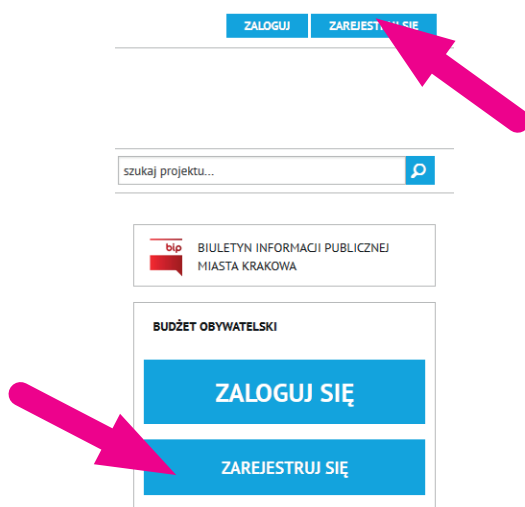 ZALOGUJ ZAREJESTRUJ SIĘ
szukaj projektu...
bip BIULETYN INFORMACJI PUBLICZNEJ
MIASTA KRAKOWA
BUDŻET OBYWATELSKI
ZALOGUJ SIĘ
ZAREJESTRUJ SIĘ